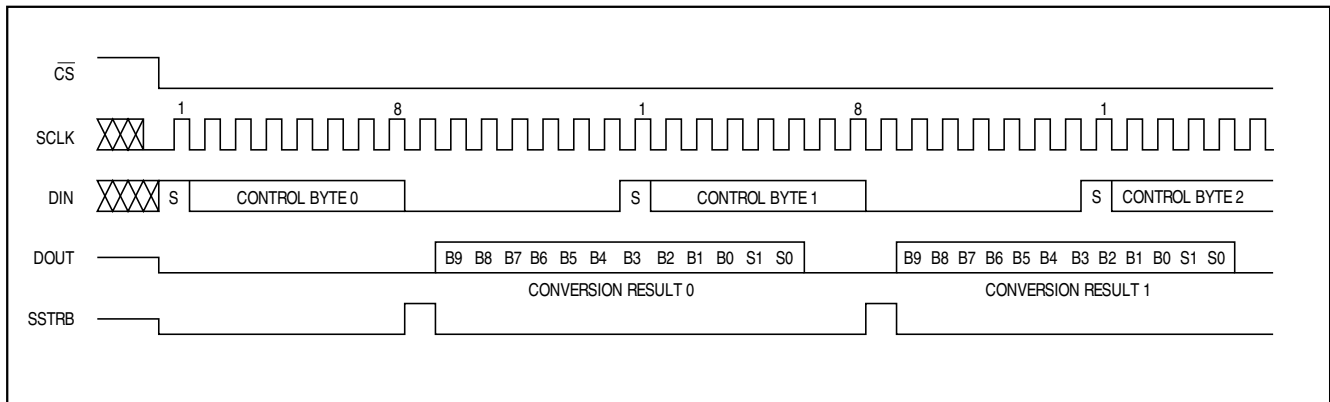 CS
1 8 1 8 1
SCLK
DIN S CONTROL BYTE 0 S CONTROL BYTE 1 S CONTROL BYTE 2
DOUT B9 B8 B7 B6 B5 B4 B3 B2 B1 B0 S1 S0 B9 B8 B7 B6 B5 B4 B3 B2 B1 B0 S1 S0
CONVERSION RESULT 0 CONVERSION RESULT 1
SSTRB